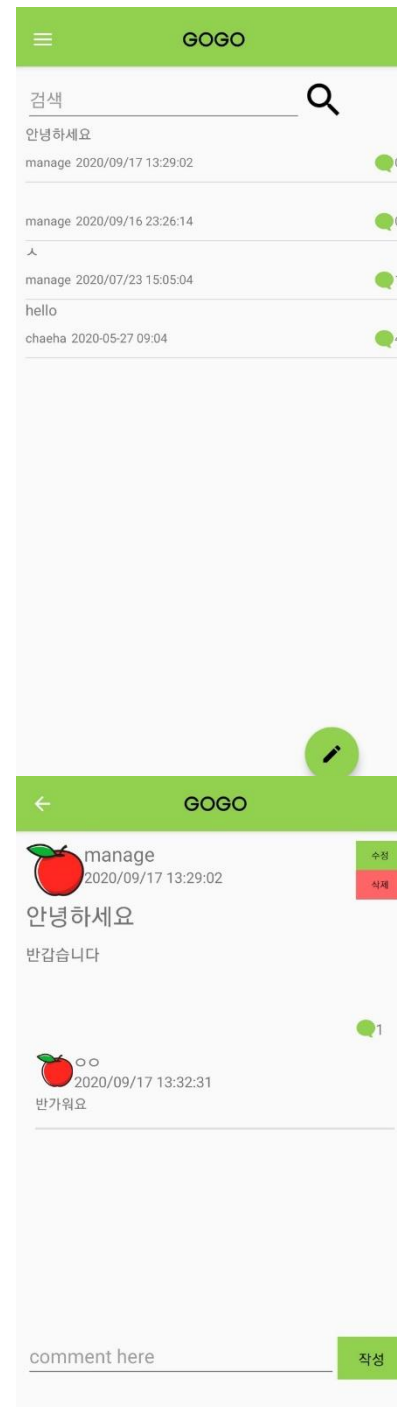 GOGO
검색
안녕하세요
manage 2020/09/17 13:29:02
manage 2020/09/16 23:26:14
ㅅ
manage 2020/07/23 15:05:04
hello
chaeha 2020-05-27 09:04
GOGO
manage
수정
2020/09/17 13:29:02
삭제
안녕하세요
반갑습니다
1
ㅇㅇ
2020/09/17 13:32:31
반가워요
comment here 작성